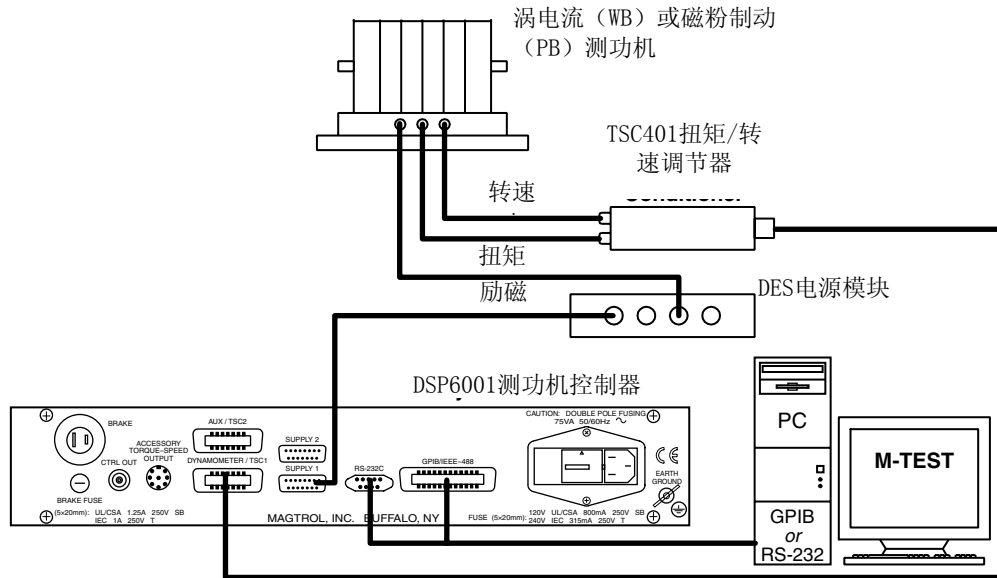 涡电流（WB）或磁粉制动
（PB）测功机
TSC401扭矩/转
速调节器
转速
扭矩
励磁
DES电源模块
DSP6001测功机控制器
BRAKE
AUX / TSC2
ACCESSORY
TORQUE–SPEED
OUTPUT
CTRL OUT
DYNAMOMETER / TSC1
SUPPLY 2
SUPPLY 1
RS-232C
GPIB/IEEE–488
CAUTION: DOUBLE POLE FUSING
75VA 50/60Hz
CE
EARTH
GROUND
BRAKE FUSE
(5x20mm): UL/CSA 1.25A 250V SB
IEC 1A 250V T
MAGTROL, INC. BUFFALO, NY
FUSE (5x20mm): 120V UL/CSA 800mA 250V SB
240V IEC 315mA 250V T
PC
GPIB
or
RS-232
M-TEST